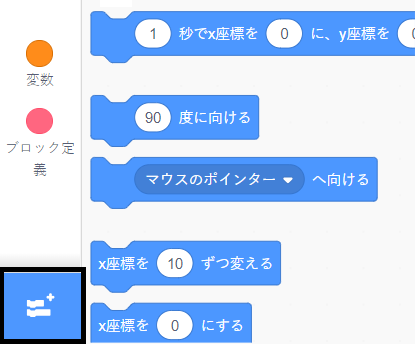 1 秒でx座標を 0 に、y座標を
変数
90 度に向ける
ブロック定
義
マウスのポインター へ向ける
x座標を 10 ずつ変える
x座標を 0 にする